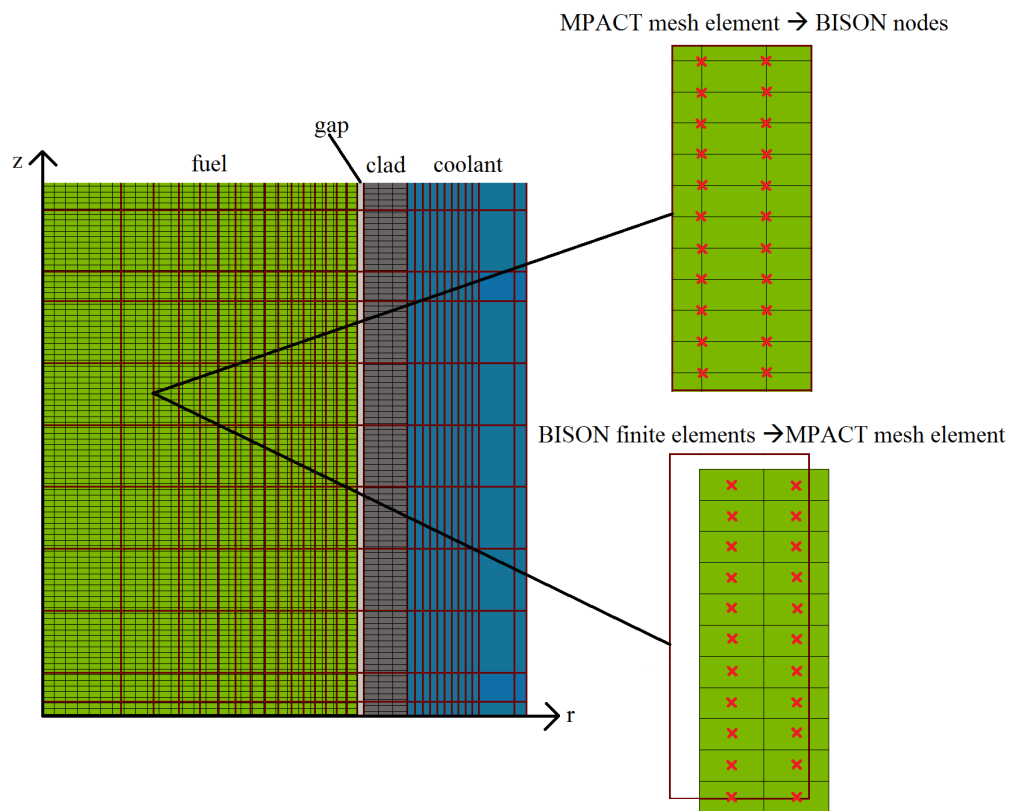 MPACT mesh element → BISON nodes
gap
z
fuel
clad
coolant
BISON finite elements →MPACT mesh element
r